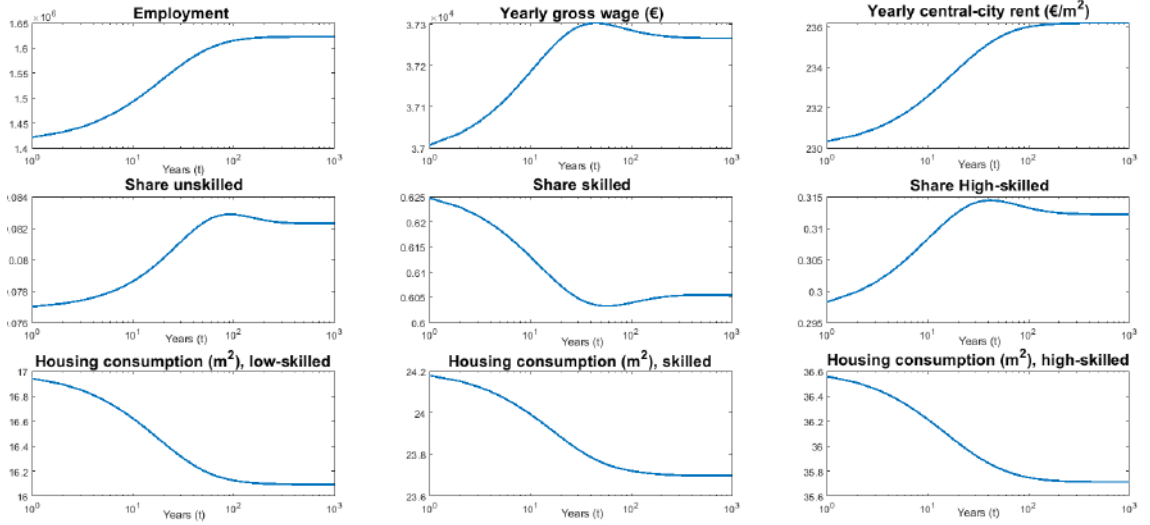 Employment
×10⁶
1.65
1.6
1.55
1.5
1.45
1.4
10⁰ 10¹ 10² 10³
Years (t)
Yearly gross wage (€)
×10⁴
3.73
3.72
3.71
3.7
10⁰ 10¹ 10² 10³
Years (t)
Yearly central-city rent (€/m²)
236
234
232
230
10⁰ 10¹ 10² 10³
Years (t)
Share unskilled
.084
.082
.08
.078
.076
10⁰ 10¹ 10² 10³
Years (t)
Share skilled
0.625
0.62
0.615
0.61
0.605
0.6
10⁰ 10¹ 10² 10³
Years (t)
Share High-skilled
0.315
0.31
0.305
0.3
0.295
10⁰ 10¹ 10² 10³
Years (t)
Housing consumption (m²), low-skilled
17
16.8
16.6
16.4
16.2
16
10⁰ 10¹ 10² 10³
Years (t)
Housing consumption (m²), skilled
24.2
24
23.8
23.6
10⁰ 10¹ 10² 10³
Years (t)
Housing consumption (m²), high-skilled
36.6
36.4
36.2
36
35.8
35.6
10⁰ 10¹ 10² 10³
Years (t)